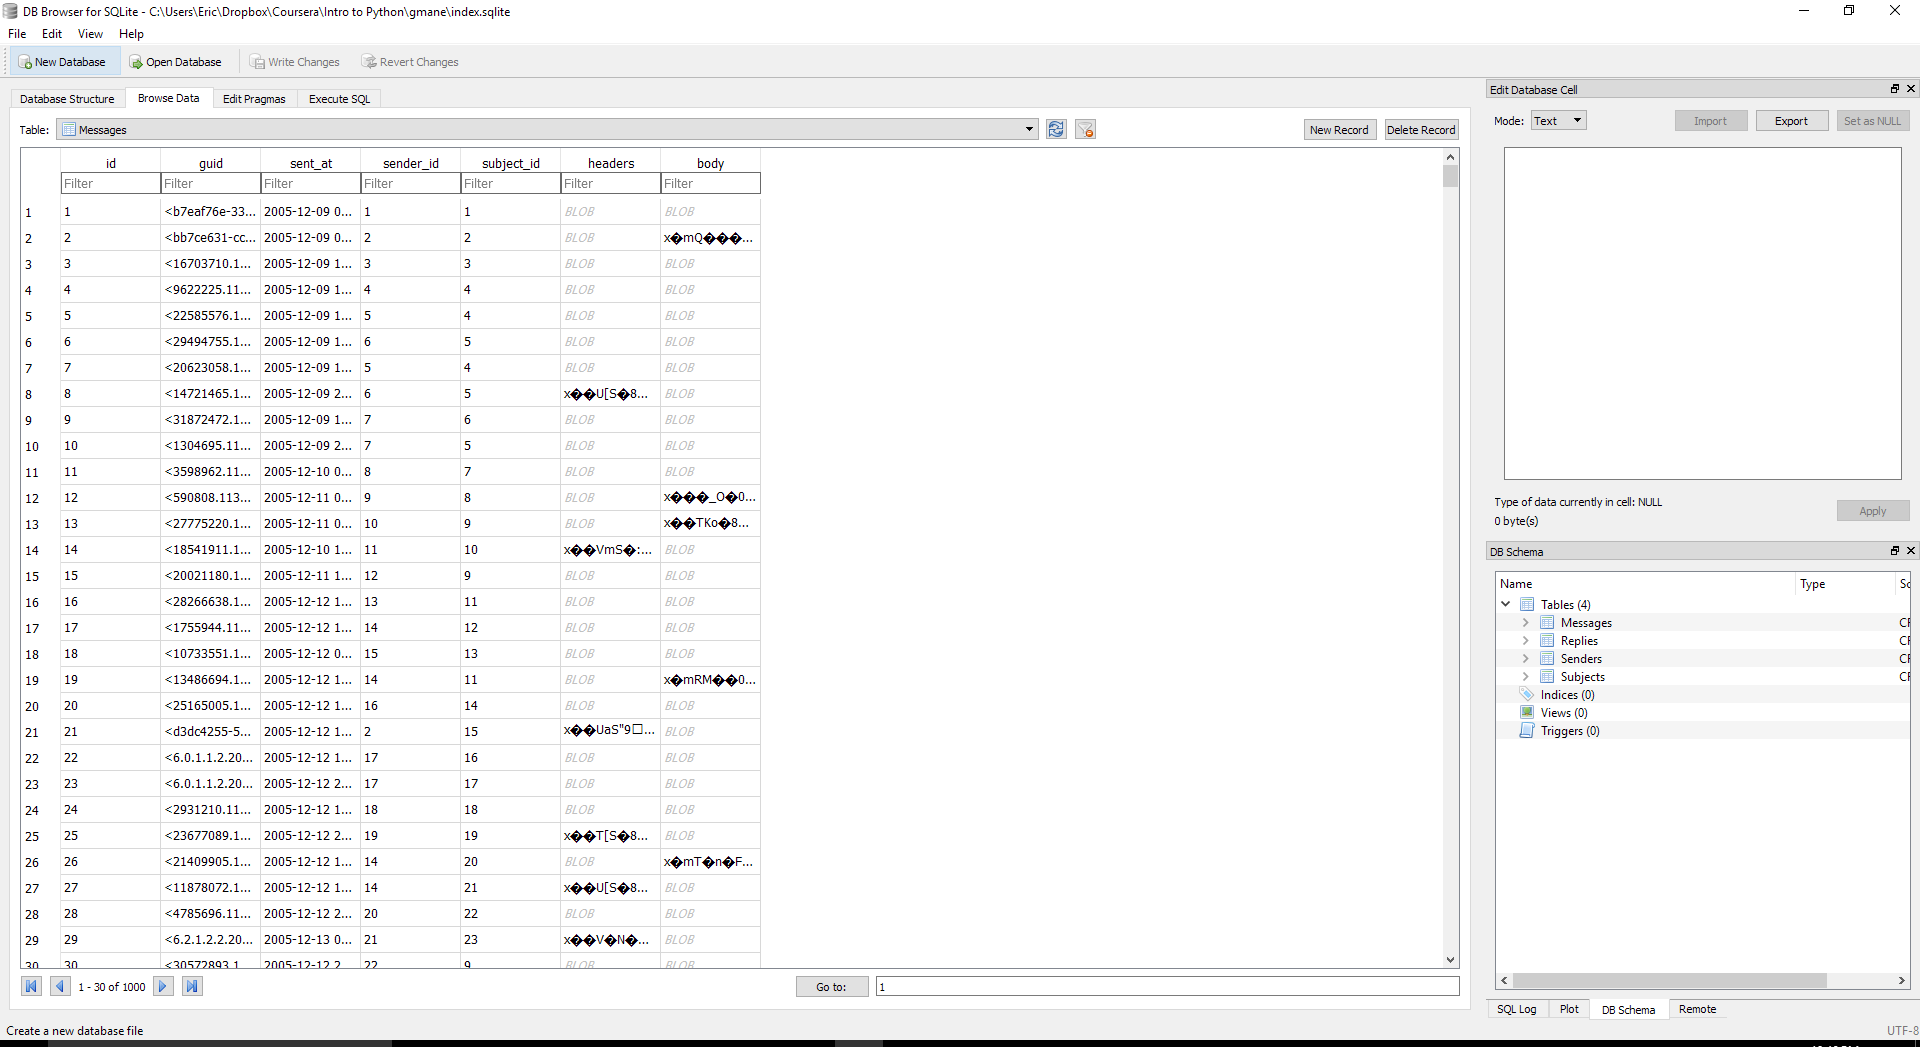 DB Browser for SQLite - C:\Users\Eric\Dropbox\Coursera\Intro to Python\gmane\index.sqlite
File Edit View Help
New Database Open Database Write Changes Revert Changes
Database Structure Browse Data Edit Pragmas Execute SQL
Table: Messages New Record Delete Record
id guid sent_at sender_id subject_id headers body
Filter Filter Filter Filter Filter Filter Filter
1 1 <b7eaf76e-33... 2005-12-09 0... 1 1 BLOB BLOB
2 2 <bb7ce631-cc... 2005-12-09 0... 2 2 BLOB x�mQ���...
3 3 <16703710.1... 2005-12-09 1... 3 3 BLOB BLOB
4 4 <9622225.11... 2005-12-09 1... 4 4 BLOB BLOB
5 5 <22585576.1... 2005-12-09 1... 5 4 BLOB BLOB
6 6 <29494755.1... 2005-12-09 1... 6 5 BLOB BLOB
7 7 <20623058.1... 2005-12-09 1... 5 4 BLOB BLOB
8 8 <14721465.1... 2005-12-09 2... 6 5 x��U[S�8... BLOB
9 9 <31872472.1... 2005-12-09 1... 7 6 BLOB BLOB
10 10 <1304695.11... 2005-12-09 2... 7 5 BLOB BLOB
11 11 <3598962.11... 2005-12-10 0... 8 7 BLOB BLOB
12 12 <590808.113... 2005-12-11 0... 9 8 BLOB x���_O�0...
13 13 <27775220.1... 2005-12-11 0... 10 9 BLOB x��TKo�8...
14 14 <18541911.1... 2005-12-10 1... 11 10 x��VmS�:... BLOB
15 15 <20021180.1... 2005-12-11 1... 12 9 BLOB BLOB
16 16 <28266638.1... 2005-12-12 1... 13 11 BLOB BLOB
17 17 <1755944.11... 2005-12-12 1... 14 12 BLOB BLOB
18 18 <10733551.1... 2005-12-12 0... 15 13 BLOB BLOB
19 19 <13486694.1... 2005-12-12 1... 14 11 BLOB x�mRM��0...
20 20 <25165005.1... 2005-12-12 1... 16 14 BLOB BLOB
21 21 <d3dc4255-5... 2005-12-12 1... 2 15 x��UaS"9□... BLOB
22 22 <6.0.1.1.2.20... 2005-12-12 1... 17 16 BLOB BLOB
23 23 <6.0.1.1.2.20... 2005-12-12 2... 17 17 BLOB BLOB
24 24 <2931210.11... 2005-12-12 1... 18 18 BLOB BLOB
25 25 <23677089.1... 2005-12-12 2... 19 19 x��T[S�8... BLOB
26 26 <21409905.1... 2005-12-12 1... 14 20 BLOB x�mT�n�F...
27 27 <11878072.1... 2005-12-12 1... 14 21 x��U[S�8... BLOB
28 28 <4785696.11... 2005-12-12 2... 20 22 BLOB BLOB
29 29 <6.2.1.2.2.20... 2005-12-13 0... 21 23 x��V�N�... BLOB
30 30 <30572893.1 2005-12-12 2 22 9 BLOB BLOB
1 - 30 of 1000 Go to: 1
Create a new database file
Edit Database Cell
Mode: Text Import Export Set as NULL
Type of data currently in cell: NULL
0 byte(s) Apply
DB Schema
Name Type Sc
Tables (4)
Messages CR
Replies CR
Senders CR
Subjects CR
Indices (0)
Views (0)
Triggers (0)
SQL Log Plot DB Schema Remote
UTF-8